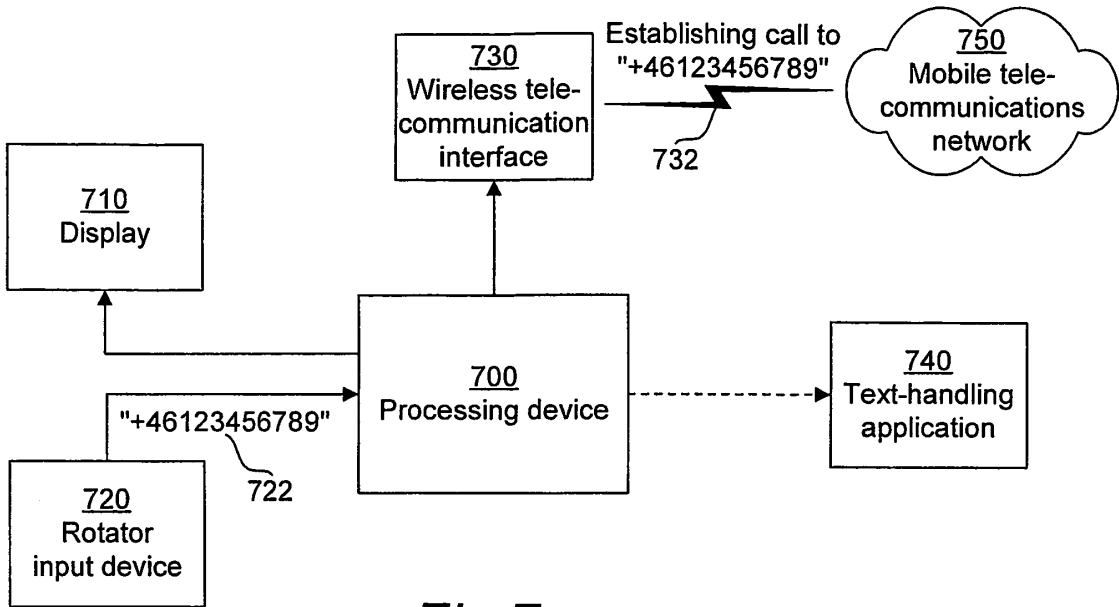 730
Wireless tele-
communication
interface
Establishing call to
"+46123456789"
732
750
Mobile tele-
communications
network
710
Display
700
Processing device
740
Text-handling
application
"+46123456789"
722
720
Rotator
input device